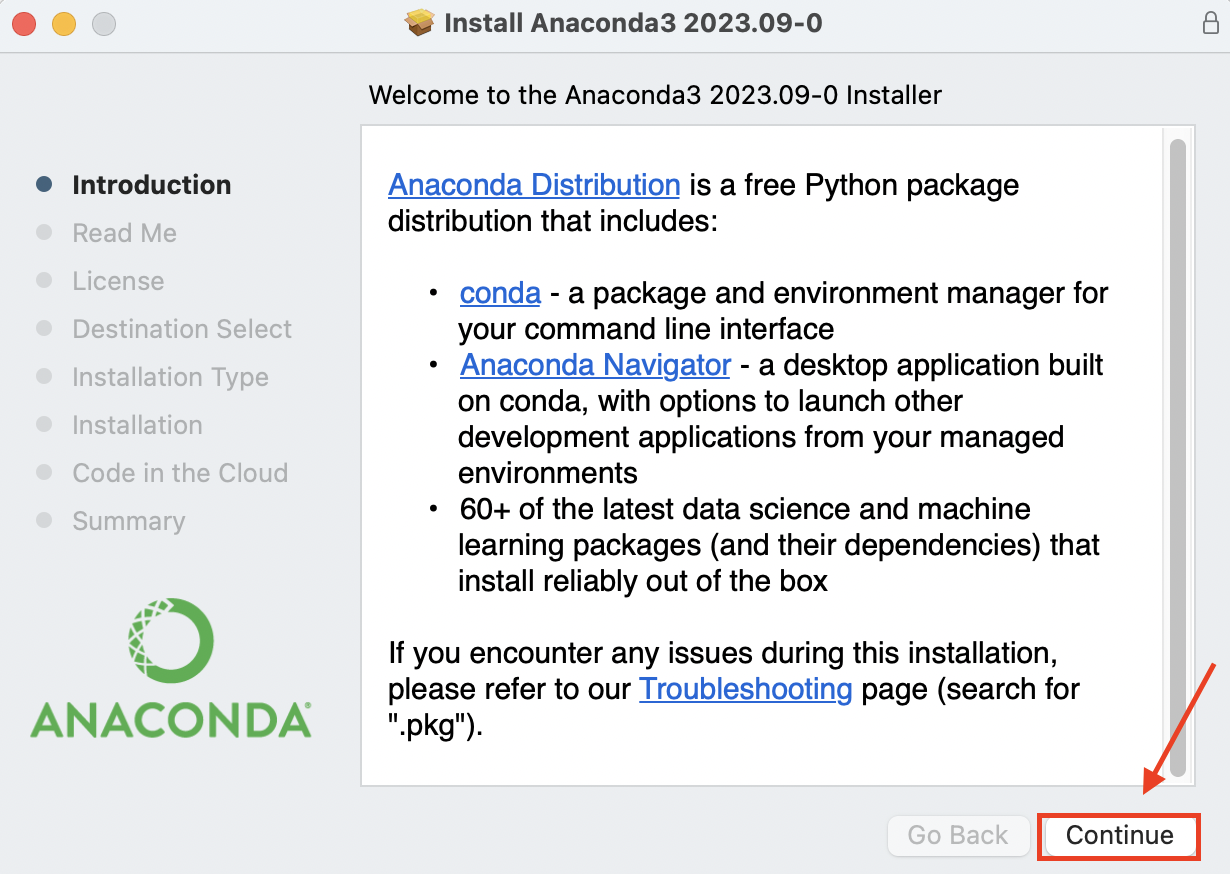 Install Anaconda3 2023.09-0
Welcome to the Anaconda3 2023.09-0 Installer
Introduction
Read Me
License
Destination Select
Installation Type
Installation
Code in the Cloud
Summary
ANACONDA®
Anaconda Distribution is a free Python package
distribution that includes:
• conda - a package and environment manager for
your command line interface
• Anaconda Navigator - a desktop application built
on conda, with options to launch other
development applications from your managed
environments
• 60+ of the latest data science and machine
learning packages (and their dependencies) that
install reliably out of the box
If you encounter any issues during this installation,
please refer to our Troubleshooting page (search for
".pkg").
Go Back
Continue